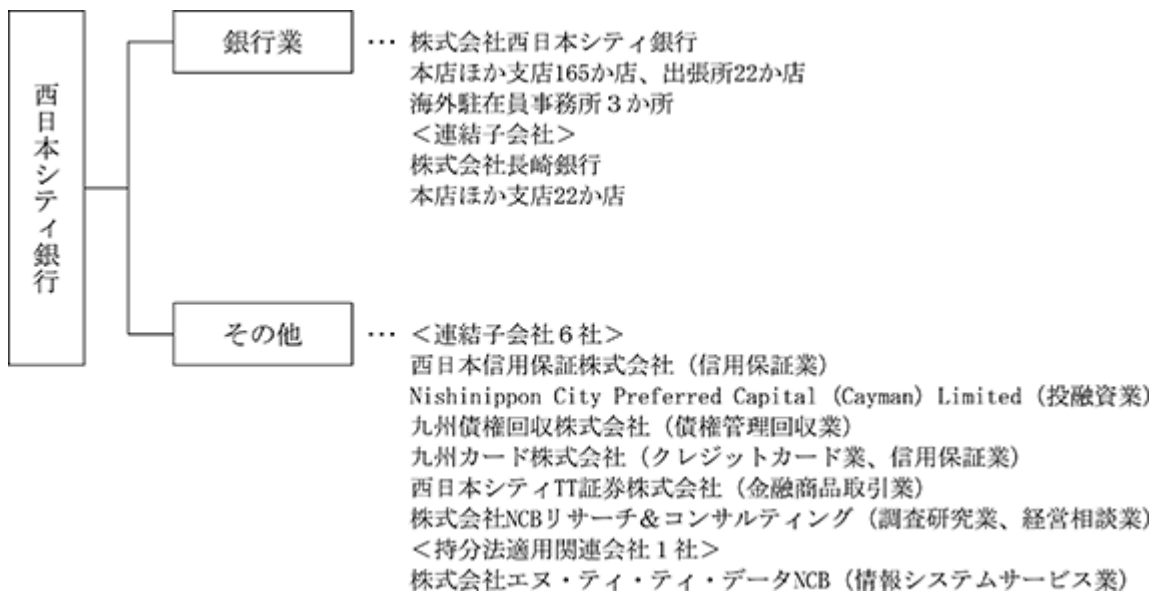 西日本シティ銀行
銀行業
… 株式会社西日本シティ銀行
本店ほか支店165か店、出張所22か店
海外駐在員事務所３か所
＜連結子会社＞
株式会社長崎銀行
本店ほか支店22か店
その他
… ＜連結子会社６社＞
西日本信用保証株式会社（信用保証業）
Nishinippon City Preferred Capital (Cayman) Limited（投融資業）
九州債権回収株式会社（債権管理回収業）
九州カード株式会社（クレジットカード業、信用保証業）
西日本シティTT証券株式会社（金融商品取引業）
株式会社NCBリサーチ＆コンサルティング（調査研究業、経営相談業）
＜持分法適用関連会社１社＞
株式会社エヌ・ティ・ティ・データNCB（情報システムサービス業）